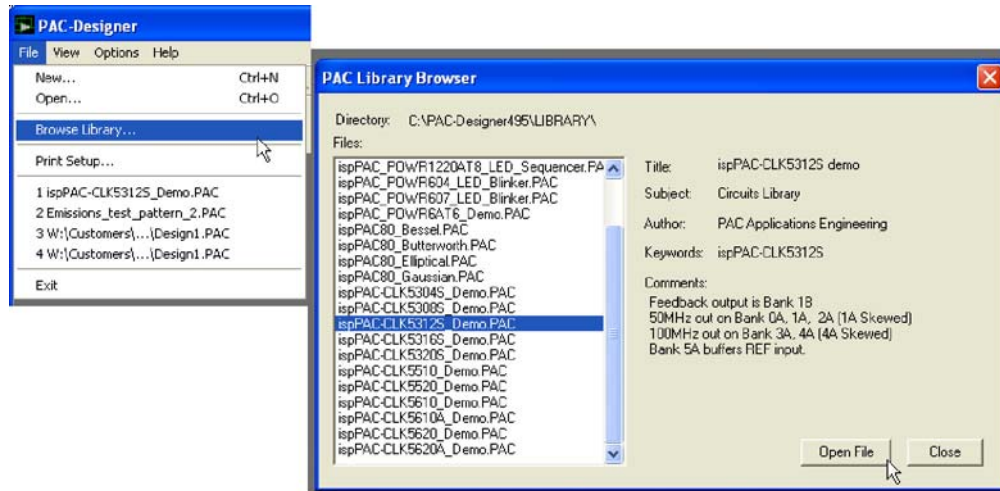 PAC-Designer
File View Options Help
New... Ctrl+N
Open... Ctrl+O
Browse Library...
Print Setup...
1 ispPAC-CLK5312S_Demo.PAC
2 Emissions_test_pattern_2.PAC
3 W:\Customers\...\Design1.PAC
4 W:\Customers\...\Design1.PAC
Exit
PAC Library Browser
Directory: C:\PAC-Designer495\LIBRARY\
Files:
ispPAC_POWR1220AT8_LED_Sequencer.PA
ispPAC_POWR604_LED_Blinker.PAC
ispPAC_POWR607_LED_Blinker.PAC
ispPAC_POWR6AT6_Demo.PAC
ispPAC80_Bessel.PAC
ispPAC80_Butterworth.PAC
ispPAC80_Elliptical.PAC
ispPAC80_Gaussian.PAC
ispPAC-CLK5304S_Demo.PAC
ispPAC-CLK5308S_Demo.PAC
ispPAC-CLK5312S_Demo.PAC
ispPAC-CLK5316S_Demo.PAC
ispPAC-CLK5320S_Demo.PAC
ispPAC-CLK5510_Demo.PAC
ispPAC-CLK5520_Demo.PAC
ispPAC-CLK5610_Demo.PAC
ispPAC-CLK5610A_Demo.PAC
ispPAC-CLK5620_Demo.PAC
ispPAC-CLK5620A_Demo.PAC
Title: ispPAC-CLK5312S demo
Subject: Circuits Library
Author: PAC Applications Engineering
Keywords: ispPAC-CLK5312S
Comments:
Feedback output is Bank 1B
50MHz out on Bank 0A, 1A, 2A (1A Skewed)
100MHz out on Bank 3A, 4A (4A Skewed)
Bank 5A buffers REF input.
Open File Close